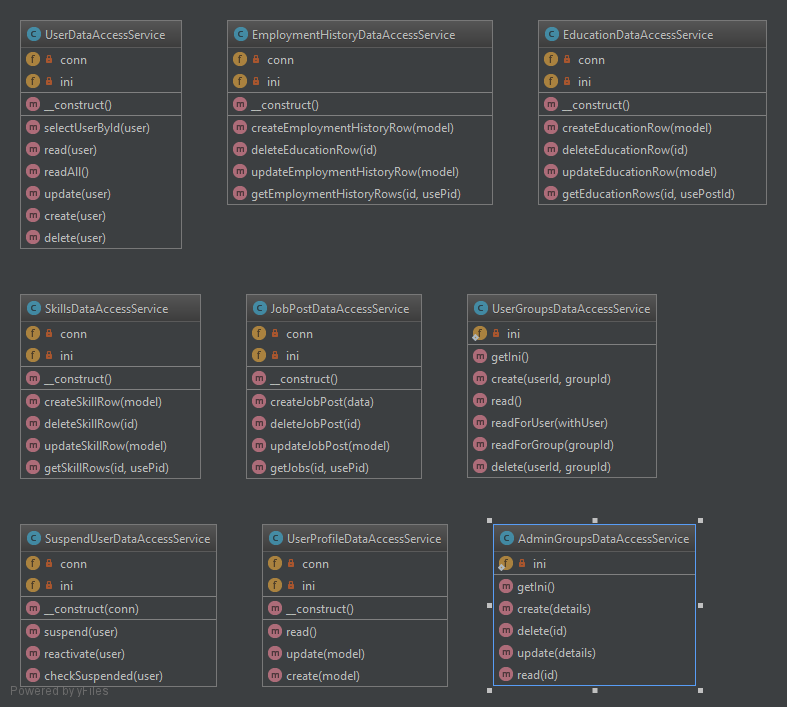 UserDataAccessService
conn
ini
__construct()
selectUserById(user)
read(user)
readAll()
update(user)
create(user)
delete(user)
EmploymentHistoryDataAccessService
conn
ini
__construct()
createEmploymentHistoryRow(model)
deleteEducationRow(id)
updateEmploymentHistoryRow(model)
getEmploymentHistoryRows(id, usePid)
EducationDataAccessService
conn
ini
__construct()
createEducationRow(model)
deleteEducationRow(id)
updateEducationRow(model)
getEducationRows(id, usePostId)
SkillsDataAccessService
conn
ini
__construct()
createSkillRow(model)
deleteSkillRow(id)
updateSkillRow(model)
getSkillRows(id, usePid)
JobPostDataAccessService
conn
ini
__construct()
createJobPost(data)
deleteJobPost(id)
updateJobPost(model)
getJobs(id, usePid)
UserGroupsDataAccessService
ini
getIni()
create(userId, groupId)
read()
readForUser(withUser)
readForGroup(groupId)
delete(userId, groupId)
SuspendUserDataAccessService
conn
ini
__construct(conn)
suspend(user)
reactivate(user)
checkSuspended(user)
UserProfileDataAccessService
conn
ini
__construct()
read()
update(model)
create(model)
AdminGroupsDataAccessService
ini
getIni()
create(details)
delete(id)
update(details)
read(id)
Powered by yFiles